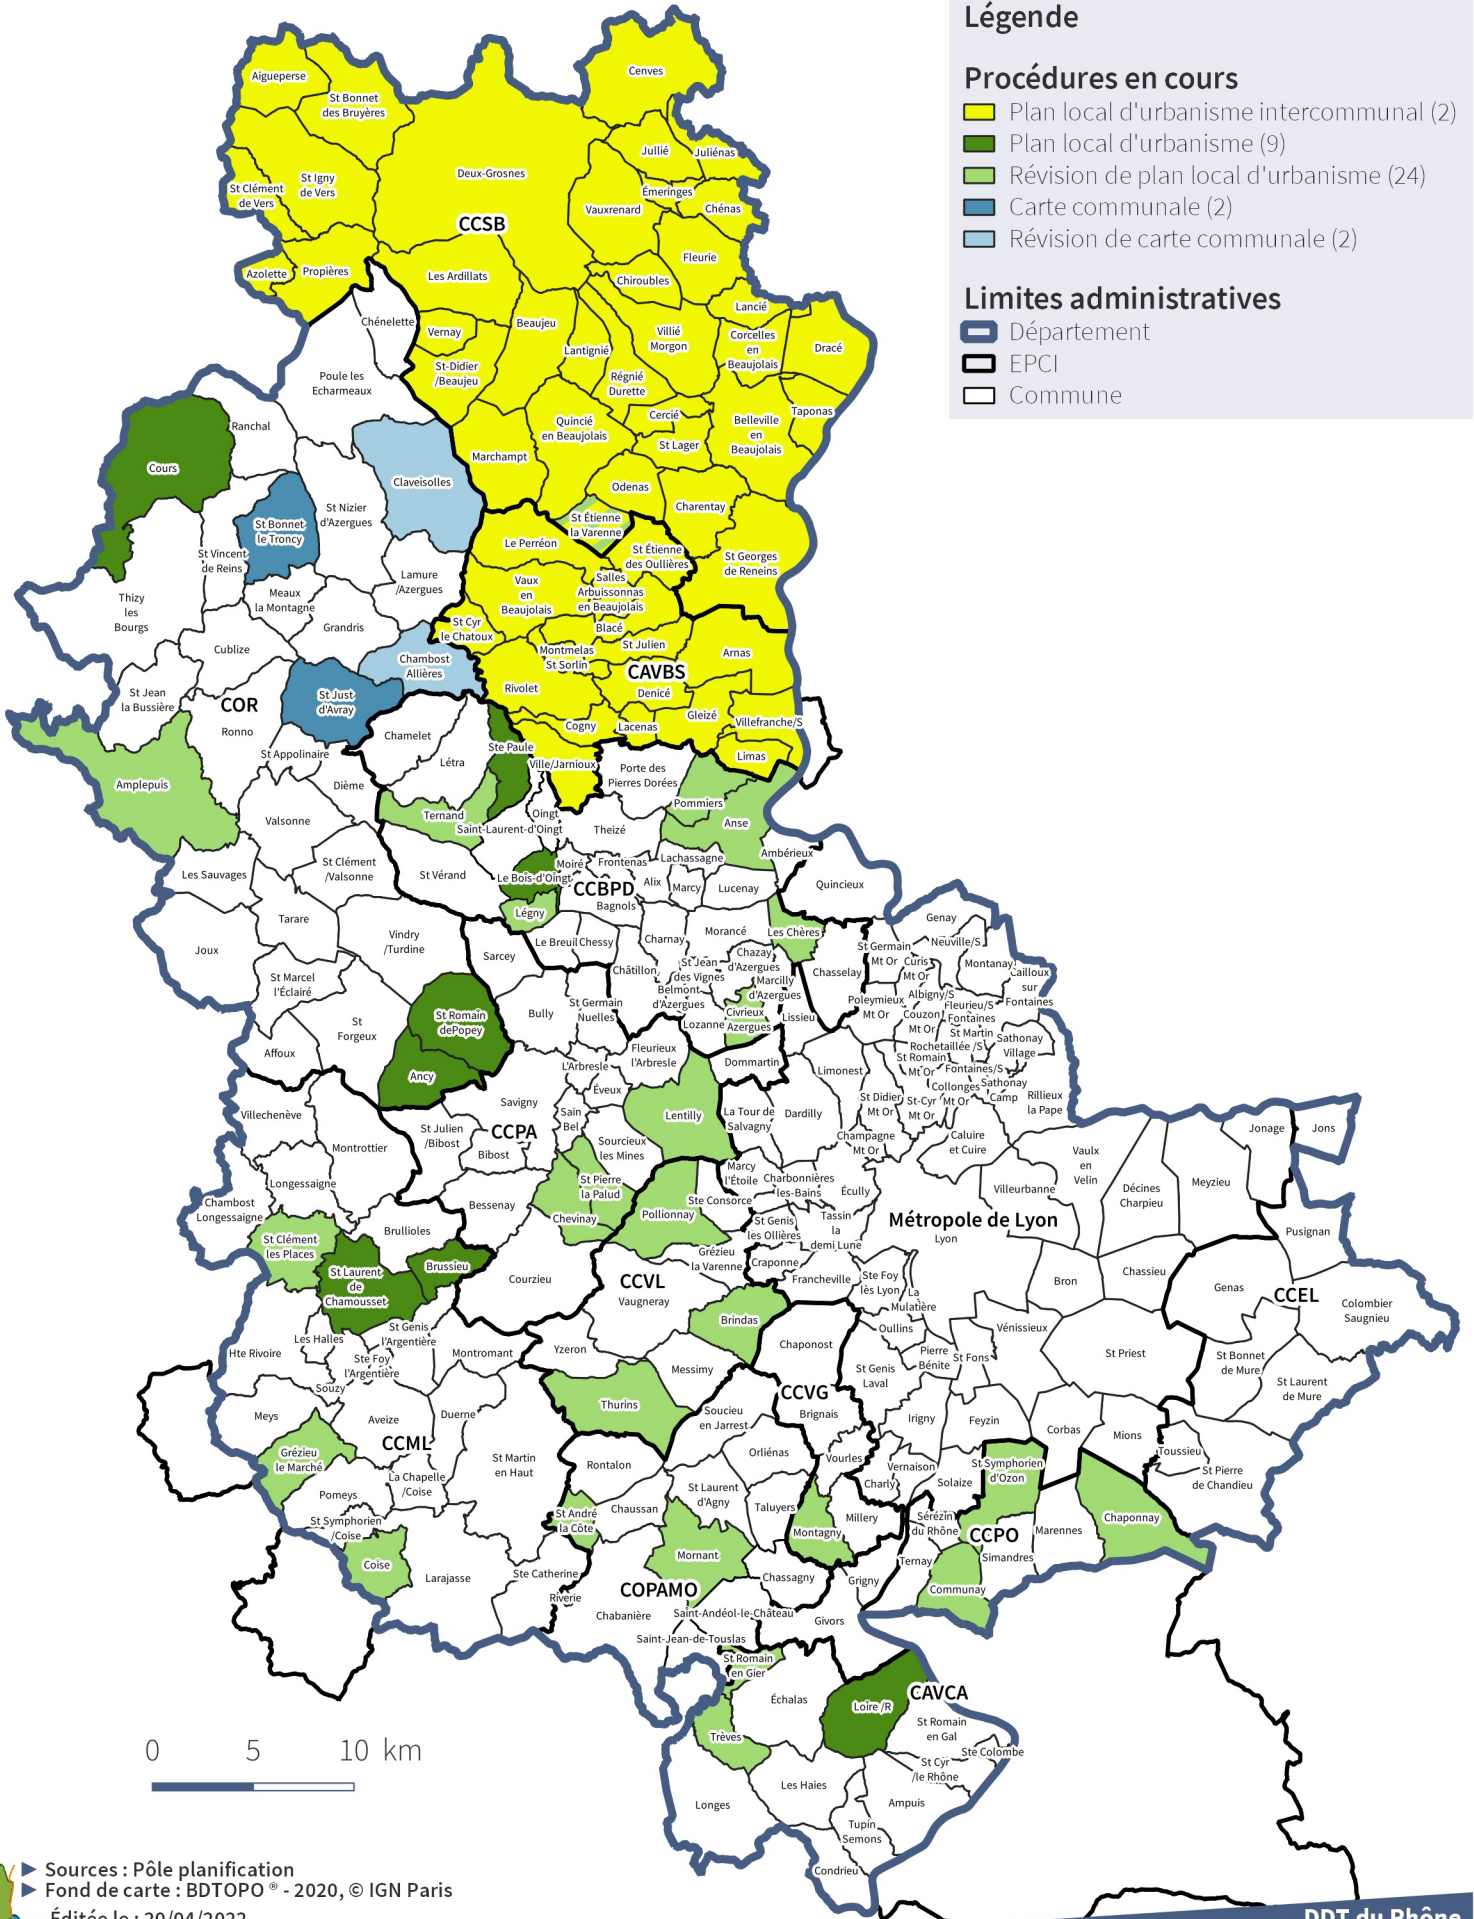 Légende
Procédures en cours
Plan local d'urbanisme intercommunal (2)
Plan local d'urbanisme (9)
Révision de plan local d'urbanisme (24)
Carte communale (2)
Révision de carte communale (2)
Limites administratives
Département
EPCI
Commune
Aigueperse
St Bonnet
des Bruyères
Cenves
Deux-Grosnes
Jullié
Juliénas
St Igny
de Vers
St Clément
de Vers
Émeringes
Vauxrenard
Chénas
CCSB
Fleurie
Azolette
Propières
Les Ardillats
Chiroubles
Lancié
Chénelette
Vernay
Beaujeu
Villié
Morgon
Corcelles
en
Beaujolais
Dracé
Lantignié
St-Didier
/Beaujeu
Régnié
Durette
Poule les
Echarmeaux
Cercié
Taponas
Quincié
en Beaujolais
Belleville
en
Beaujolais
Ranchal
St Lager
Marchampt
Cours
Claveisolles
Odenas
Charentay
St Nizier
d'Azergues
St Étienne
la Varenne
St Bonnet
le Troncy
Le Perréon
St Étienne
des Oullières
St Georges
de Reneins
St Vincent
de Reins
Lamure
/Azergues
Vaux
en
Beaujolais
Salles
Arbuissonnas
en Beaujolais
Thizy
les
Bourgs
Meaux
la Montagne
Grandris
St Cyr
le Chatoux
Blacé
St Julien
Cublize
Montmelas
St Sorlin
Arnas
Chambost
Allières
CAVBS
Rivolet
Denicé
St Jean
la Bussière
COR
St Just
d'Avray
Gleizé
Villefranche/S
Cogny
Lacenas
Ronno
Chamelet
Ste Paule
St Appolinaire
Létra
Ville/Jarnioux
Limas
Porte des
Pierres Dorées
Amplepuis
Dième
Pommiers
Ternand
Oingt
Anse
Valsonne
Saint-Laurent-d'Oingt
Theizé
Ambérieux
Les Sauvages
St Clément
/Valsonne
St Vérand
Moiré
Frontenas
Lachassagne
Le Bois-d'Oingt
CCBPD
Alix
Marcy
Lucenay
Quincieux
Bagnols
Légny
Tarare
Genay
Joux
Vindry
/Turdine
Le Breuil
Chessy
Charnay
Morancé
Les Chères
Neuville/S
Sarcey
St Germain
Mt Or
Curis
Mt Or
Montanay
Cailloux
sur
Fontaines
Châtillon
St Jean
des Vignes
Chazay
d'Azergues
Chasselay
St Marcel
l'Éclairé
Belmont
d'Azergues
Marcilly
d'Azergues
Poleymieux
Mt Or
Albigny/S
Fleurieu/S
Fontaines
Couzon
Mt Or
St Romain
dePopey
Bully
St Germain
Nuelles
Civrieux
Azergues
Lissieu
Lozanne
St
Forgeux
St Martin
Rochetaillée /S
Sathonay
Village
Affoux
Fleurieux
l'Arbresle
Dommartin
St Romain
Mt Or
Fontaines/S
Limonest
L'Arbresle
Ancy
Éveux
Collonges
Mt Or
Sathonay
Camp
Rillieux
la Pape
Savigny
Villechenève
Sain
Bel
Lentilly
La Tour de
Salvagny
Dardilly
St Didier
Mt Or
St-Cyr
Mt Or
St Julien
/Bibost
CCPA
Sourcieux
les Mines
Champagne
Mt Or
Caluire
et Cuire
Jonage
Jons
Montrottier
Bibost
Vaulx
en
Velin
Longessaigne
St Pierre
la Palud
Marcy
l'Étoile
Charbonnières
les-Bains
Écully
Villeurbanne
Décines
Charpieu
Meyzieu
Chambost
Longessaigne
Bessenay
Ste Consorce
Pollionnay
Chevinay
St Genis
les Ollières
Tassin
la
demi Lune
Métropole de Lyon
Lyon
Pusignan
Brullioles
St Clément
les Places
Grézieu
la Varenne
Craponne
Brussieu
St Laurent
de
Chamousset
Courzieu
CCVL
Vaugneray
Francheville
Ste Foy
lès Lyon
La
Mulatière
Bron
Chassieu
Genas
CCEL
Colombier
Saugnieu
Brindas
Oullins
Vénissieux
Les Halles
St Genis
l'Argentière
Chaponost
Hte Rivoire
Ste Foy
l'Argentière
Montromant
Yzeron
Pierre
Bénite
St Fons
St Priest
St Bonnet
de Mure
Messimy
St Genis
Laval
St Laurent
de Mure
Souzy
Thurins
CCVG
Brignais
Meys
Aveize
Duerne
Soucieu
en Jarrest
Irigny
Feyzin
Corbas
Mions
CCML
Orliénas
Toussieu
Grézieu
le Marché
St Martin
en Haut
Rontalon
Vourles
Vernaison
St Symphorien
d'Ozon
St Pierre
de Chandieu
La Chapelle
/Coise
Charly
Solaize
Pomeys
St Laurent
d'Agny
Taluyers
St Symphorien
/Coise
St André
la Côte
Chaussan
Millery
Sérézin
du Rhône
CCPO
Marennes
Chaponnay
Montagny
Coise
Mornant
Simandres
Ternay
Larajasse
Ste Catherine
COPAMO
Chassagny
Grigny
Communay
Riverie
Chabanière
Saint-Andéol-le-Château
Givors
Saint-Jean-de-Touslas
St Romain
en Gier
Échalas
Loire /R
CAVCA
St Romain
en Gal
Trèves
Ste Colombe
St Cyr
/le Rhône
Les Haies
Longes
Ampuis
Tupin
Semons
Condrieu
0 5 10 km
Sources : Pôle planification
Fond de carte : BDTOPO ® - 2020, © IGN Paris
Éditée le : 20/04/2022
DDT du Rhône